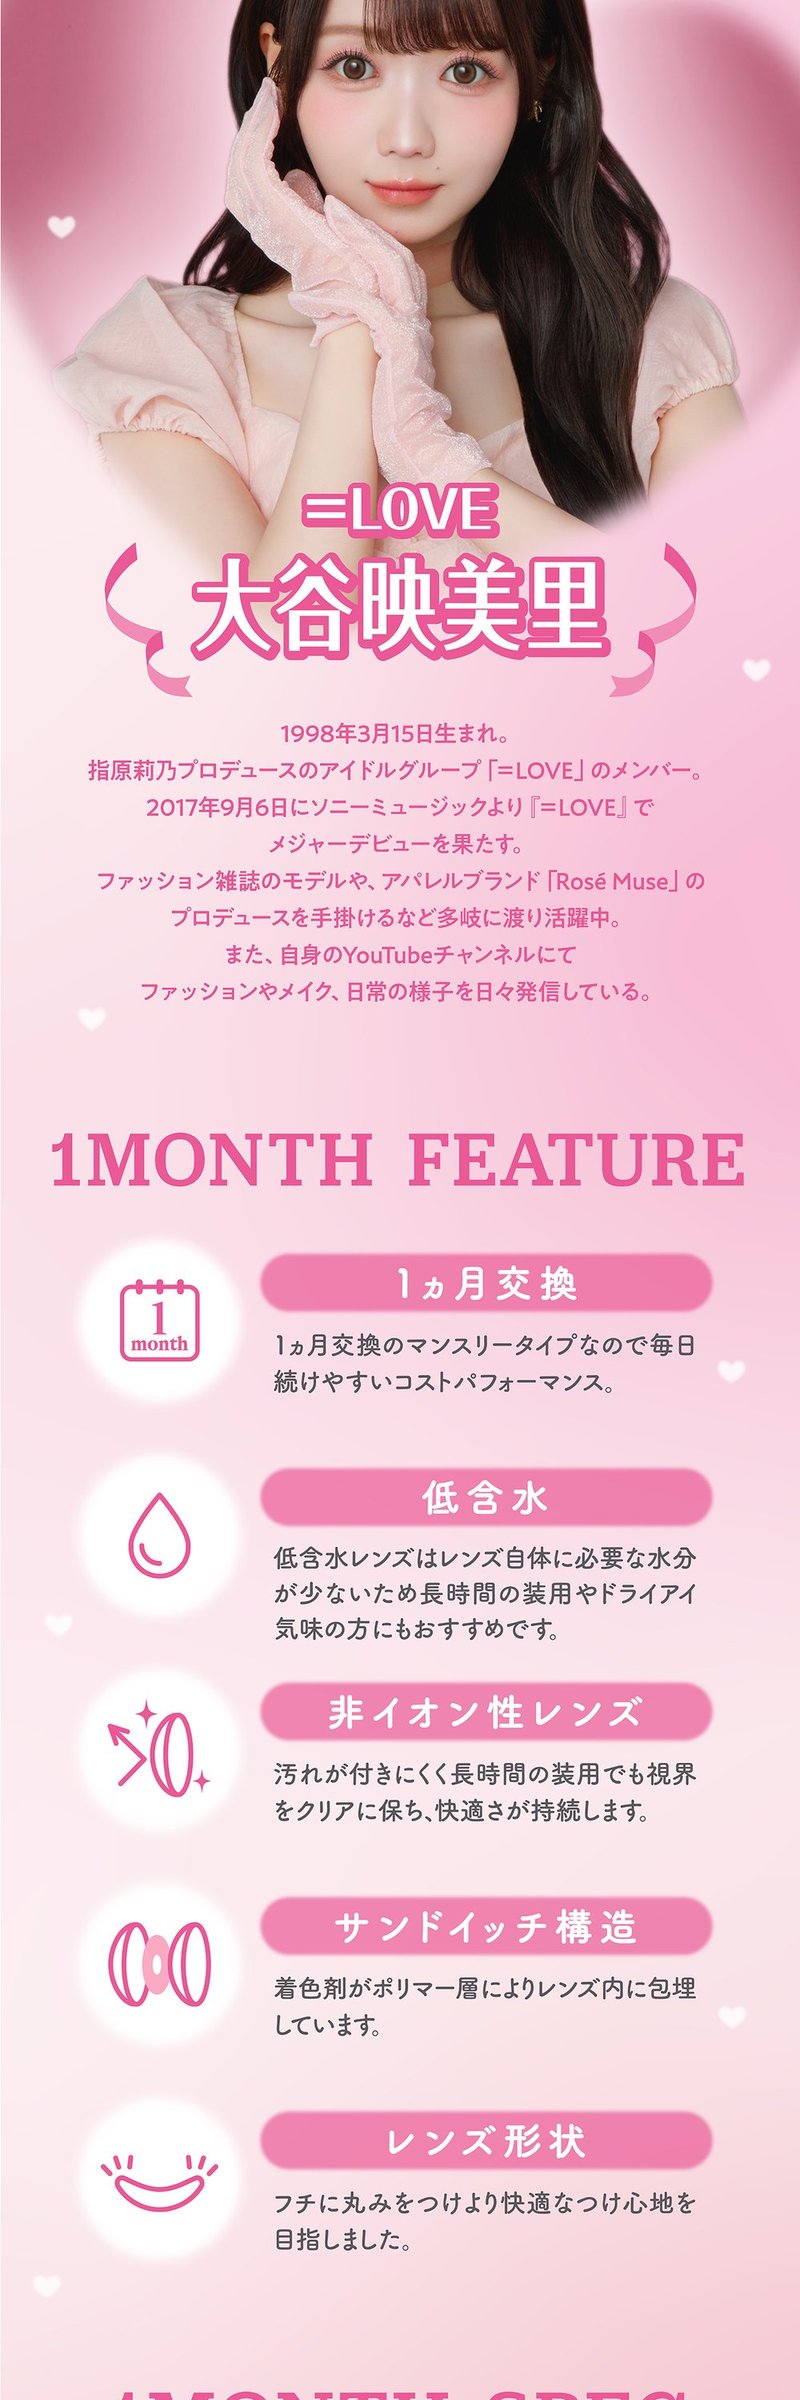 =LOVE
大谷映美里
1998年3月15日生まれ。
指原莉乃プロデュースのアイドルグループ「=LOVE」のメンバー。
2017年9月6日にソニーミュージックより『=LOVE』で
メジャーデビューを果たす。
ファッション雑誌のモデルや、アパレルブランド「Rosé Muse」の
プロデュースを手掛けるなど多岐に渡り活躍中。
また、自身のYouTubeチャンネルにて
ファッションやメイク、日常の様子を日々発信している。
1MONTH FEATURE
1
month
1ヵ月交換
1ヵ月交換のマンスリータイプなので毎日
続けやすいコストパフォーマンス。
低含水
低含水レンズはレンズ自体に必要な水分
が少ないため長時間の装用やドライアイ
気味の方にもおすすめです。
非イオン性レンズ
汚れが付きにくく長時間の装用でも視界
をクリアに保ち、快適さが持続します。
サンドイッチ構造
着色剤がポリマー層によりレンズ内に包埋
しています。
レンズ形状
フチに丸みをつけより快適なつけ心地を
目指しました。
1MONTH SPEC